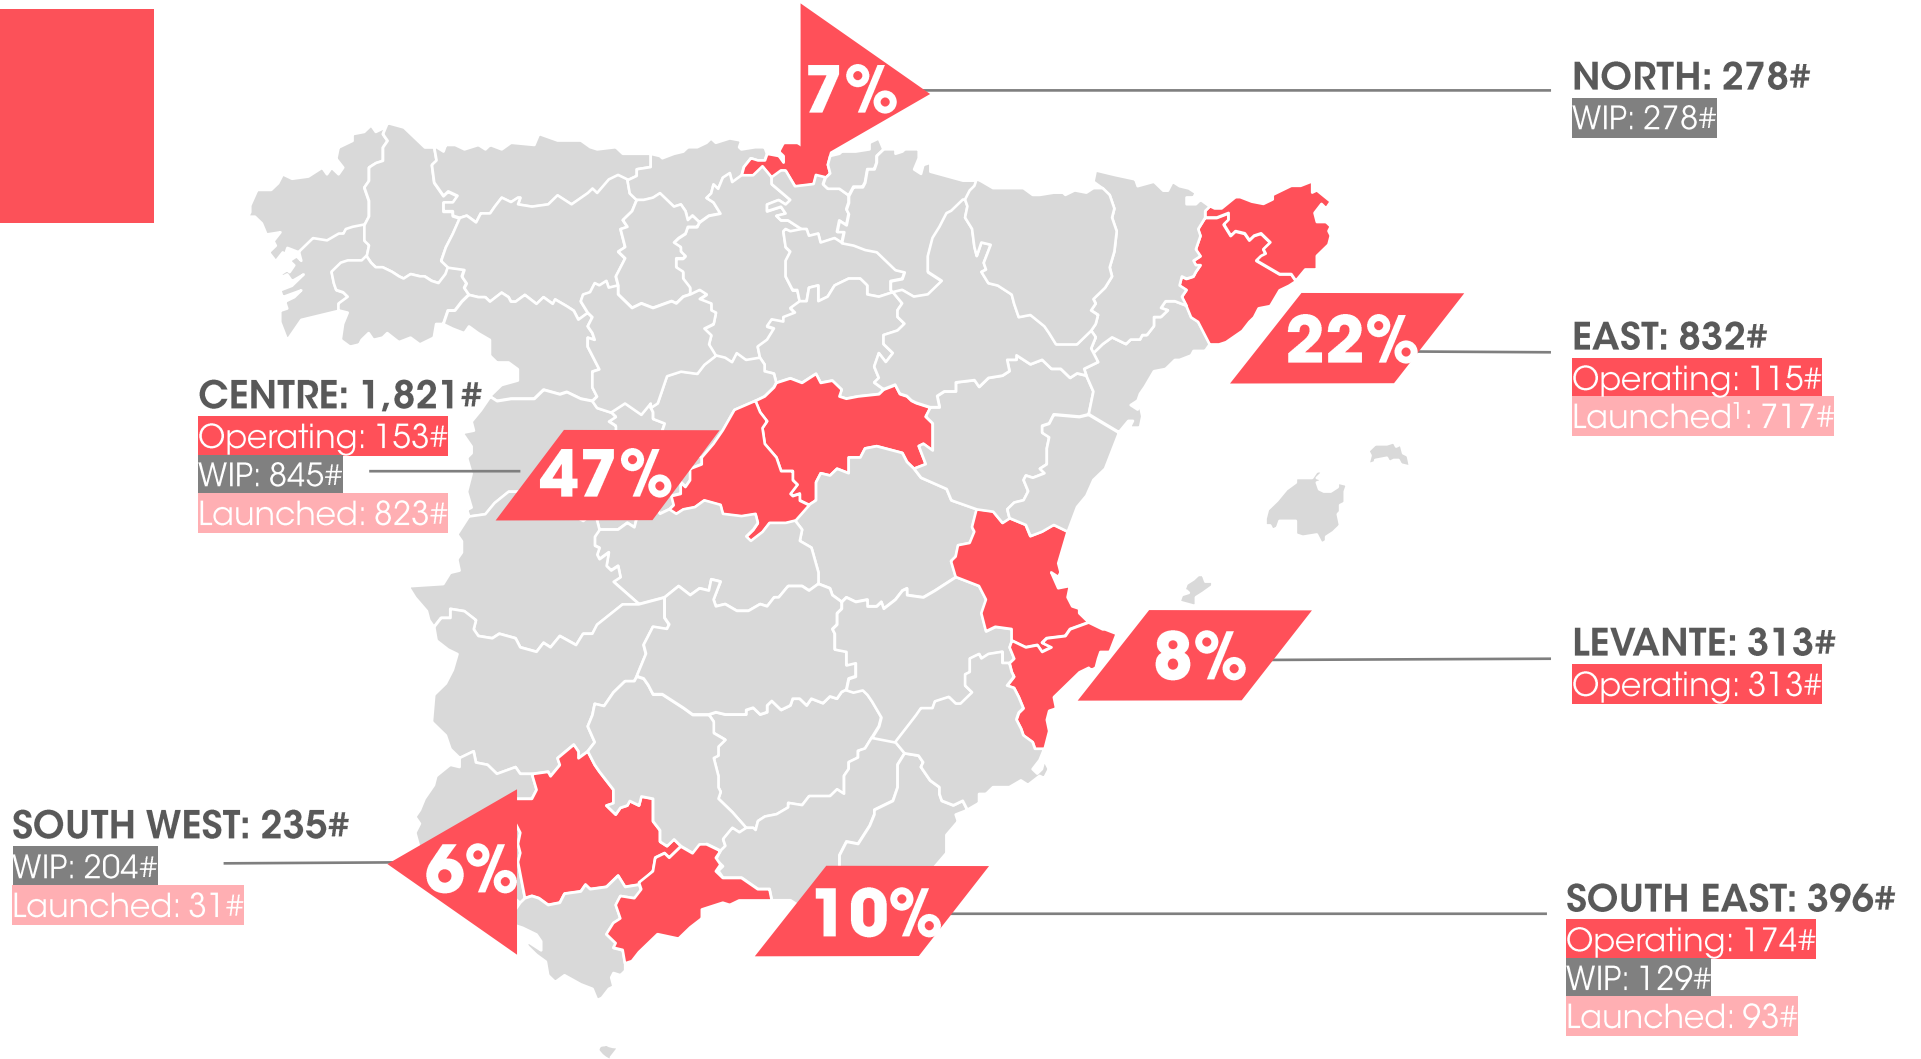 7%
NORTH: 278#
WIP: 278#
22%
EAST: 832#
Operating: 115#
Launched¹: 717#
CENTRE: 1,821#
Operating: 153#
WIP: 845#
Launched: 823#
47%
8%
LEVANTE: 313#
Operating: 313#
SOUTH WEST: 235#
WIP: 204#
Launched: 31#
6%
10%
SOUTH EAST: 396#
Operating: 174#
WIP: 129#
Launched: 93#